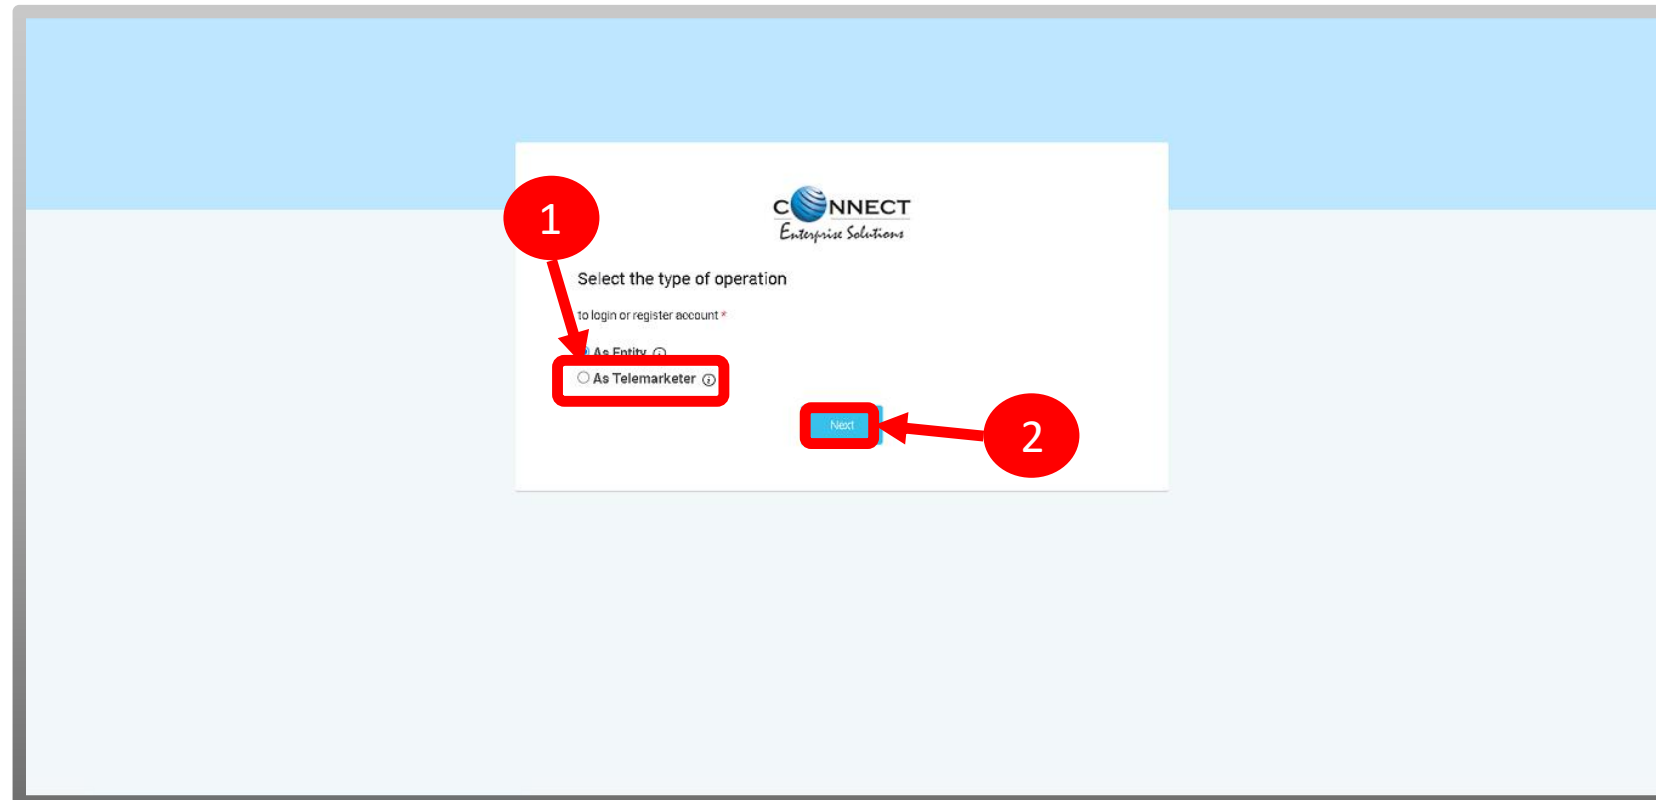 1
CONNECT
Enterprise Solutions
Select the type of operation
to login or register account *
As Entity
As Telemarketer
Next
2